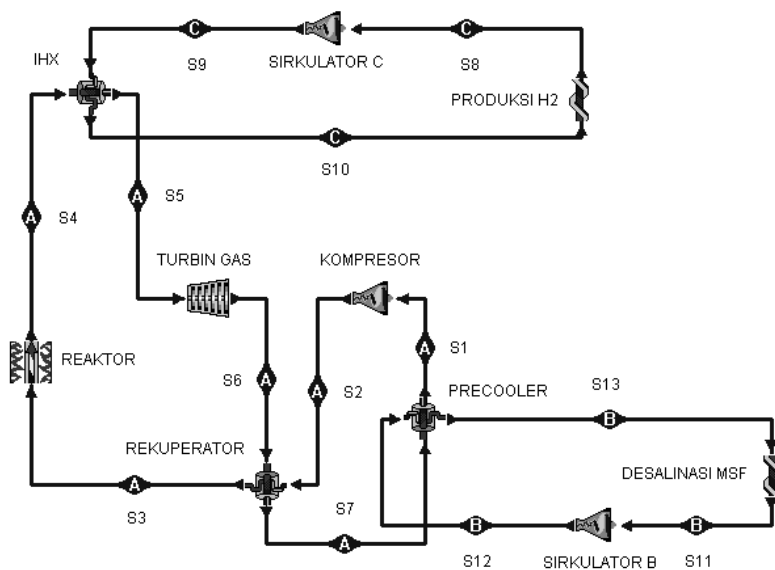 C
C
IHX
S9
SIRKULATOR C
S8
PRODUKSI H2
C
S10
A
S4
A
S5
TURBIN GAS
KOMPRESOR
REAKTOR
A
S1
S6
A
A
S2
PRECOOLER
S13
B
REKUPERATOR
DESALINASI MSF
A
S3
S7
A
B
S12
SIRKULATOR B
B
S11